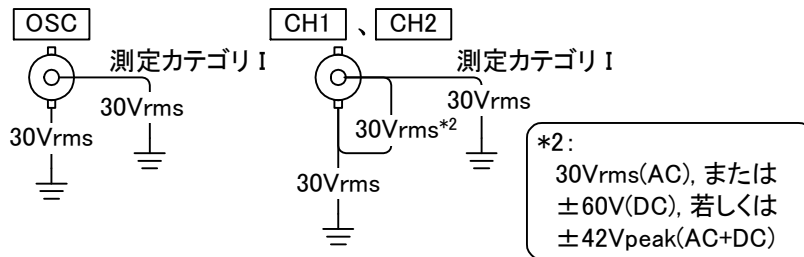 OSC
測定カテゴリ I
30Vrms
30Vrms
CH1 、 CH2
測定カテゴリ I
30Vrms
30Vrms*2
30Vrms
*2:
30Vrms(AC), または
±60V(DC), 若しくは
±42Vpeak(AC+DC)